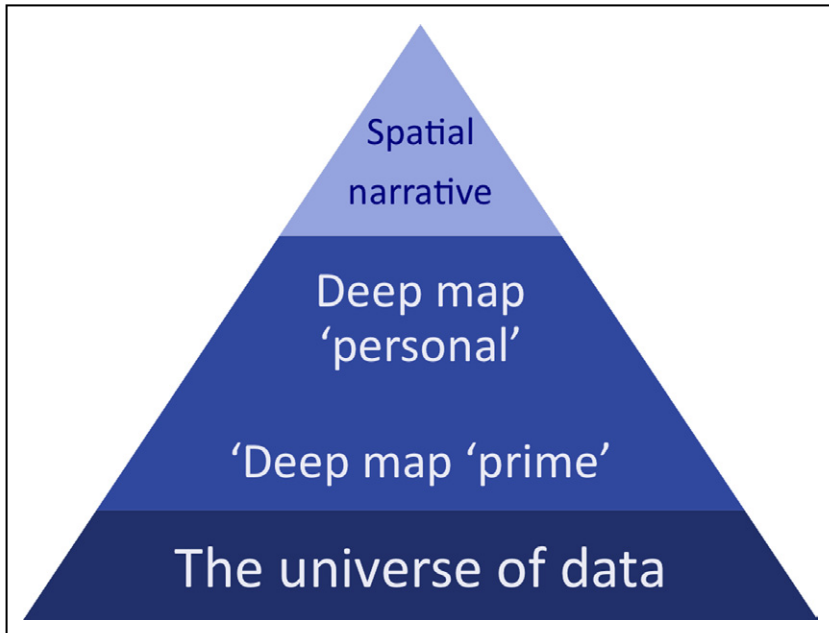 Spatial
narrative
Deep map
‘personal’
‘Deep map ‘prime’
The universe of data